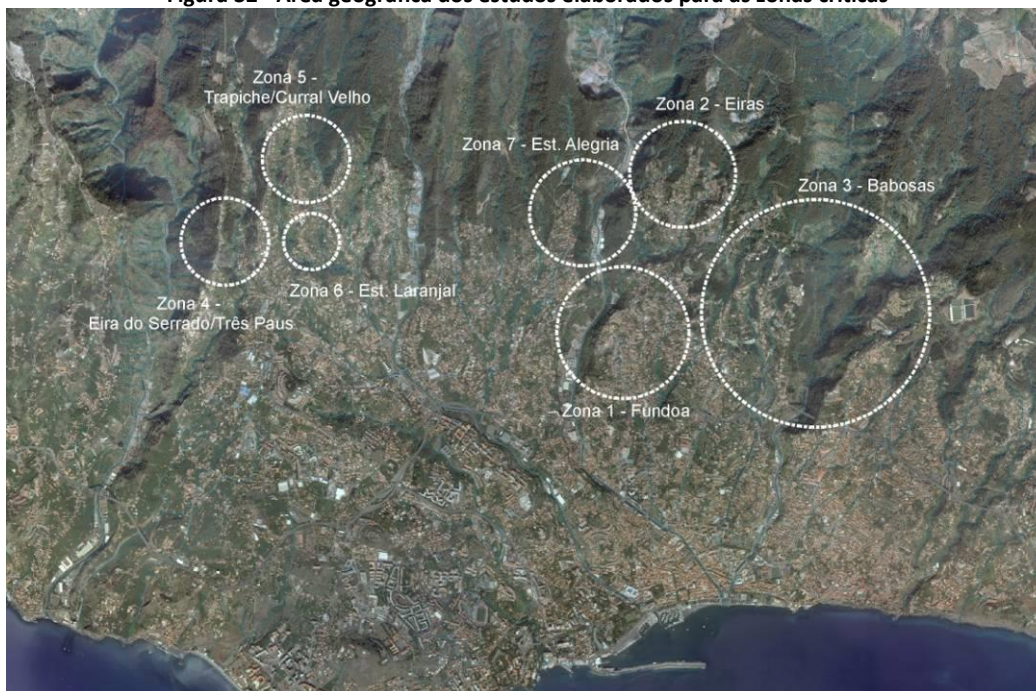 Figura 32 - Área geográfica dos estudos elaborados para as zonas críticas
Zona 5 -
Trapiche/Curral Velho
Zona 2 - Eiras
Zona 7 - Est. Alegria
Zona 3 - Babosas
Zona 4 -
Eira do Serrado/Três Paus
Zona 6 - Est. Laranjal
Zona 1 - Fundoa